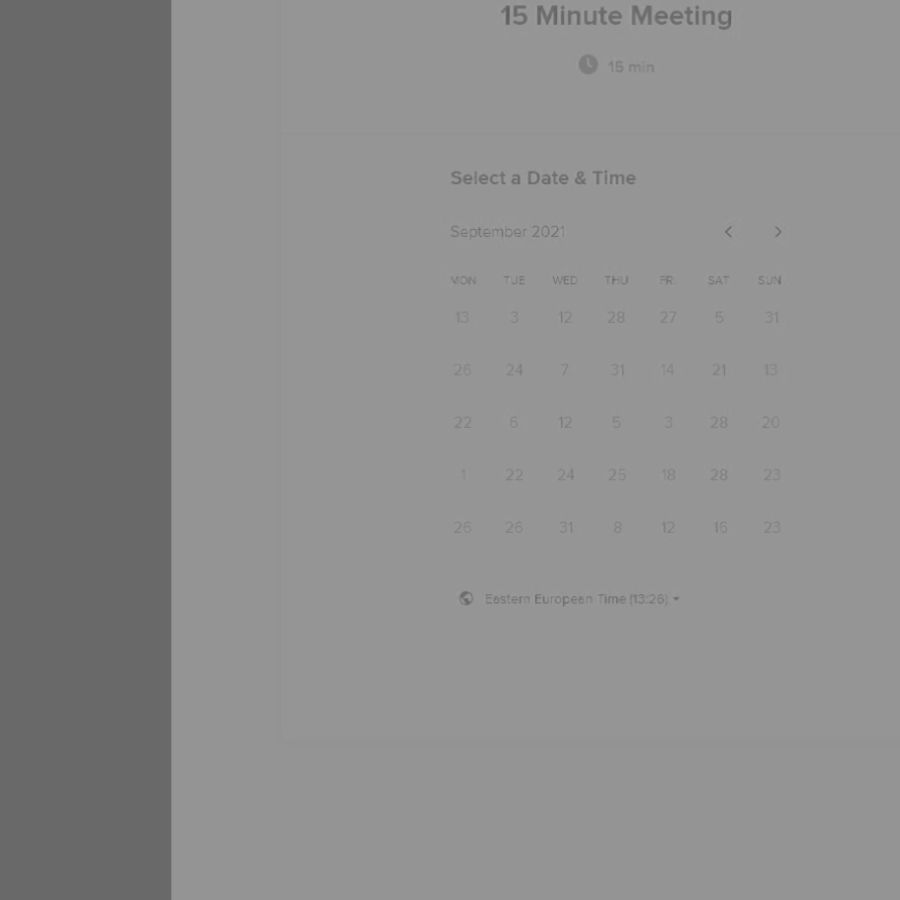 15 Minute Meeting
15 min
Select a Date & Time
September 2021
MON TUE WED THU FRI SAT SUN
13 3 12 28 27 5 31
26 24 7 31 14 21 13
22 6 12 5 3 28 20
1 22 24 25 18 28 23
26 26 31 8 12 15 23
Eastern European Time (13:26)